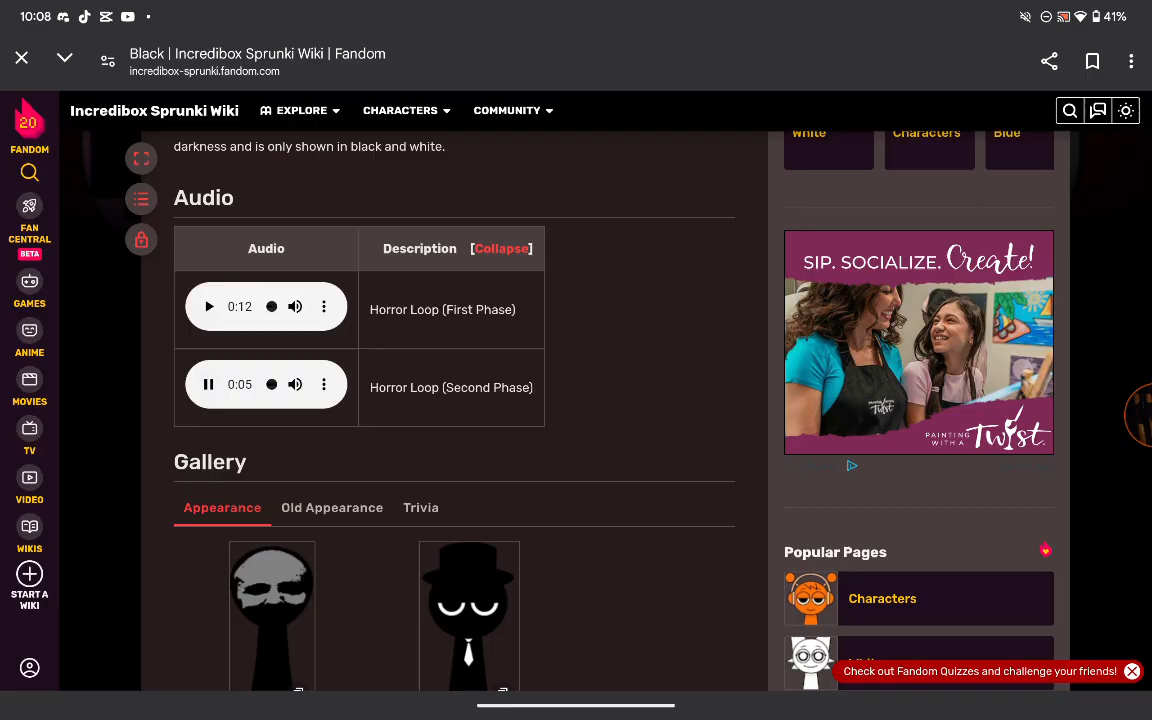 10:08
41%
Black | Incredibox Sprunki Wiki | Fandom
incredibox-sprunki.fandom.com
20
FANDOM
FAN
CENTRAL
BETA
GAMES
ANIME
MOVIES
TV
VIDEO
WIKIS
START A
WIKI
Incredibox Sprunki Wiki
EXPLORE
CHARACTERS
COMMUNITY
darkness and is only shown in black and white.
Audio
Audio
Description [Collapse]
0:12
Horror Loop (First Phase)
0:05
Horror Loop (Second Phase)
Gallery
Appearance
Old Appearance
Trivia
White
Characters
Blue
SIP. SOCIALIZE. Create!
PAINTING
WITH A
Twist
Popular Pages
Characters
Check out Fandom Quizzes and challenge your friends!